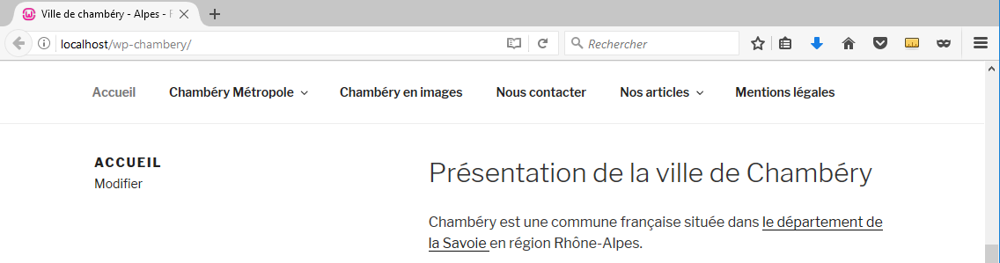 Ville de chambéry - Alpes -
localhost/wp-chambery/
Rechercher
Accueil Chambéry Métropole Chambéry en images Nous contacter Nos articles Mentions légales
ACCUEIL
Modifier
Présentation de la ville de Chambéry
Chambéry est une commune française située dans le département de
la Savoie en région Rhône-Alpes.